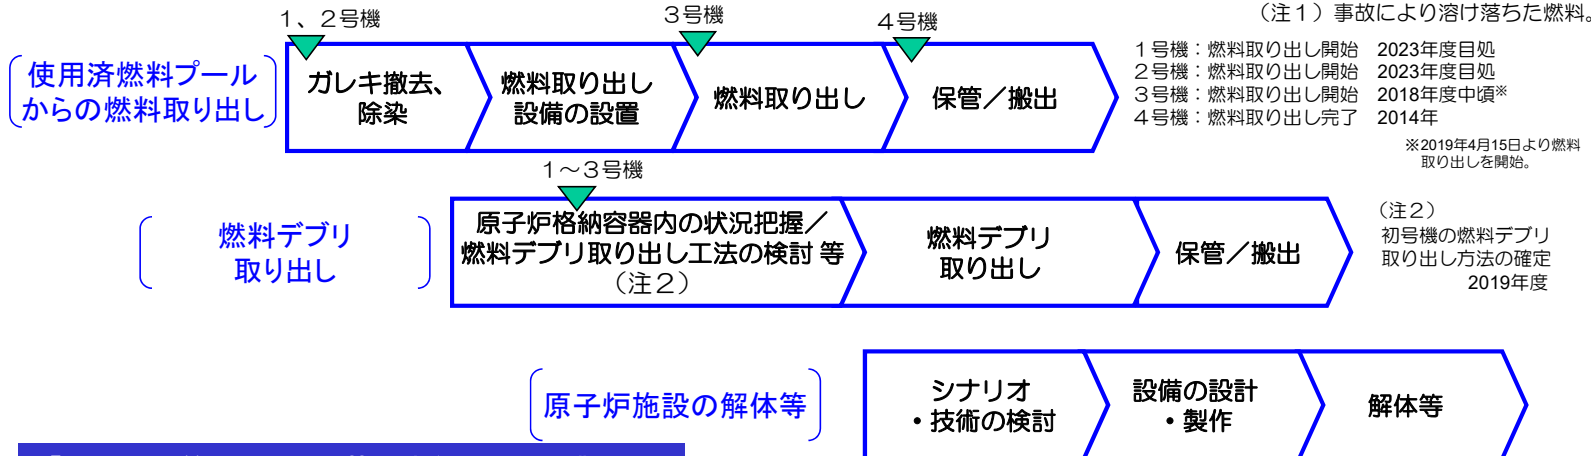 （注１）事故により溶け落ちた燃料。
１、２号機
３号機
４号機
使用済燃料プール
からの燃料取り出し
ガレキ撤去、
除染
燃料取り出し
設備の設置
燃料取り出し
保管／搬出
１号機：燃料取り出し開始　2023年度目処
２号機：燃料取り出し開始　2023年度目処
３号機：燃料取り出し開始　2018年度中頃※
４号機：燃料取り出し完了　2014年
※2019年4月15日より燃料
取り出しを開始。
１～３号機
燃料デブリ
取り出し
原子炉格納容器内の状況把握／
燃料デブリ取り出し工法の検討 等
（注２）
燃料デブリ
取り出し
保管／搬出
（注２）
初号機の燃料デブリ
取り出し方法の確定
2019年度
原子炉施設の解体等
シナリオ
・技術の検討
設備の設計
・製作
解体等